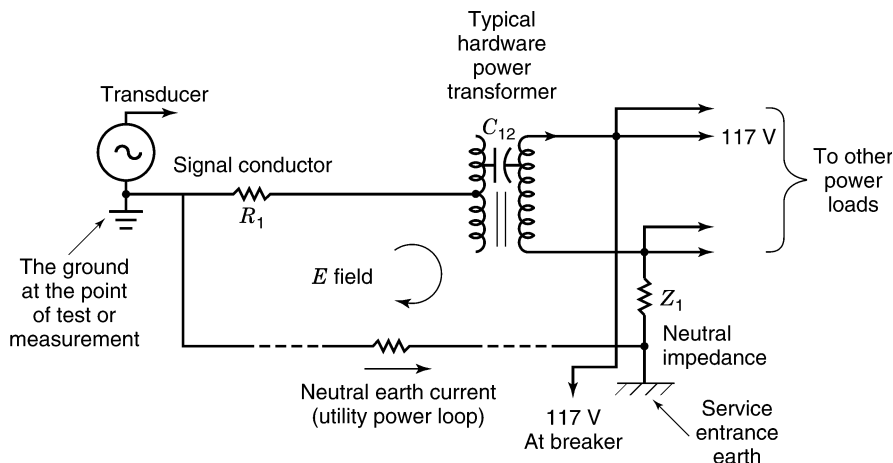 Typical
hardware
power
transformer
Transducer
C12
117 V
Signal conductor
To other
power
loads
R1
The ground
at the point
of test or
measurement
E field
Z1
Neutral
impedance
Neutral earth current
(utility power loop)
117 V
At breaker
Service
entrance
earth